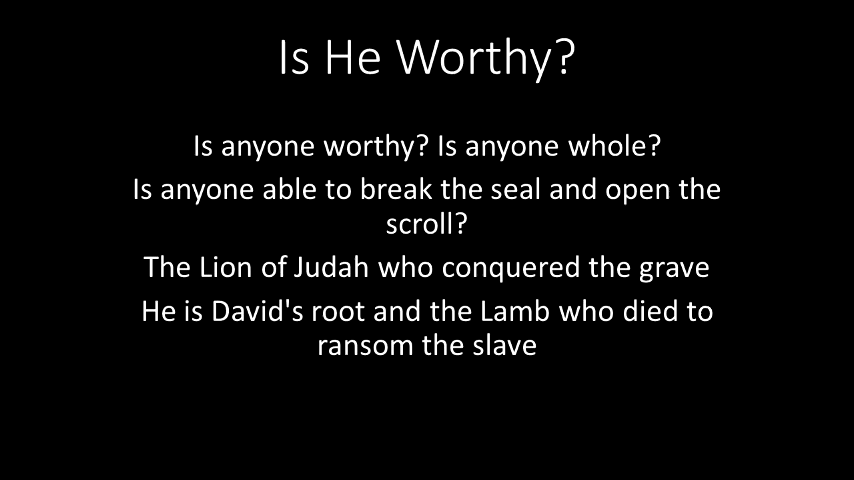 Is He Worthy?
Is anyone worthy? Is anyone whole?
Is anyone able to break the seal and open the
scroll?
The Lion of Judah who conquered the grave
He is David's root and the Lamb who died to
ransom the slave